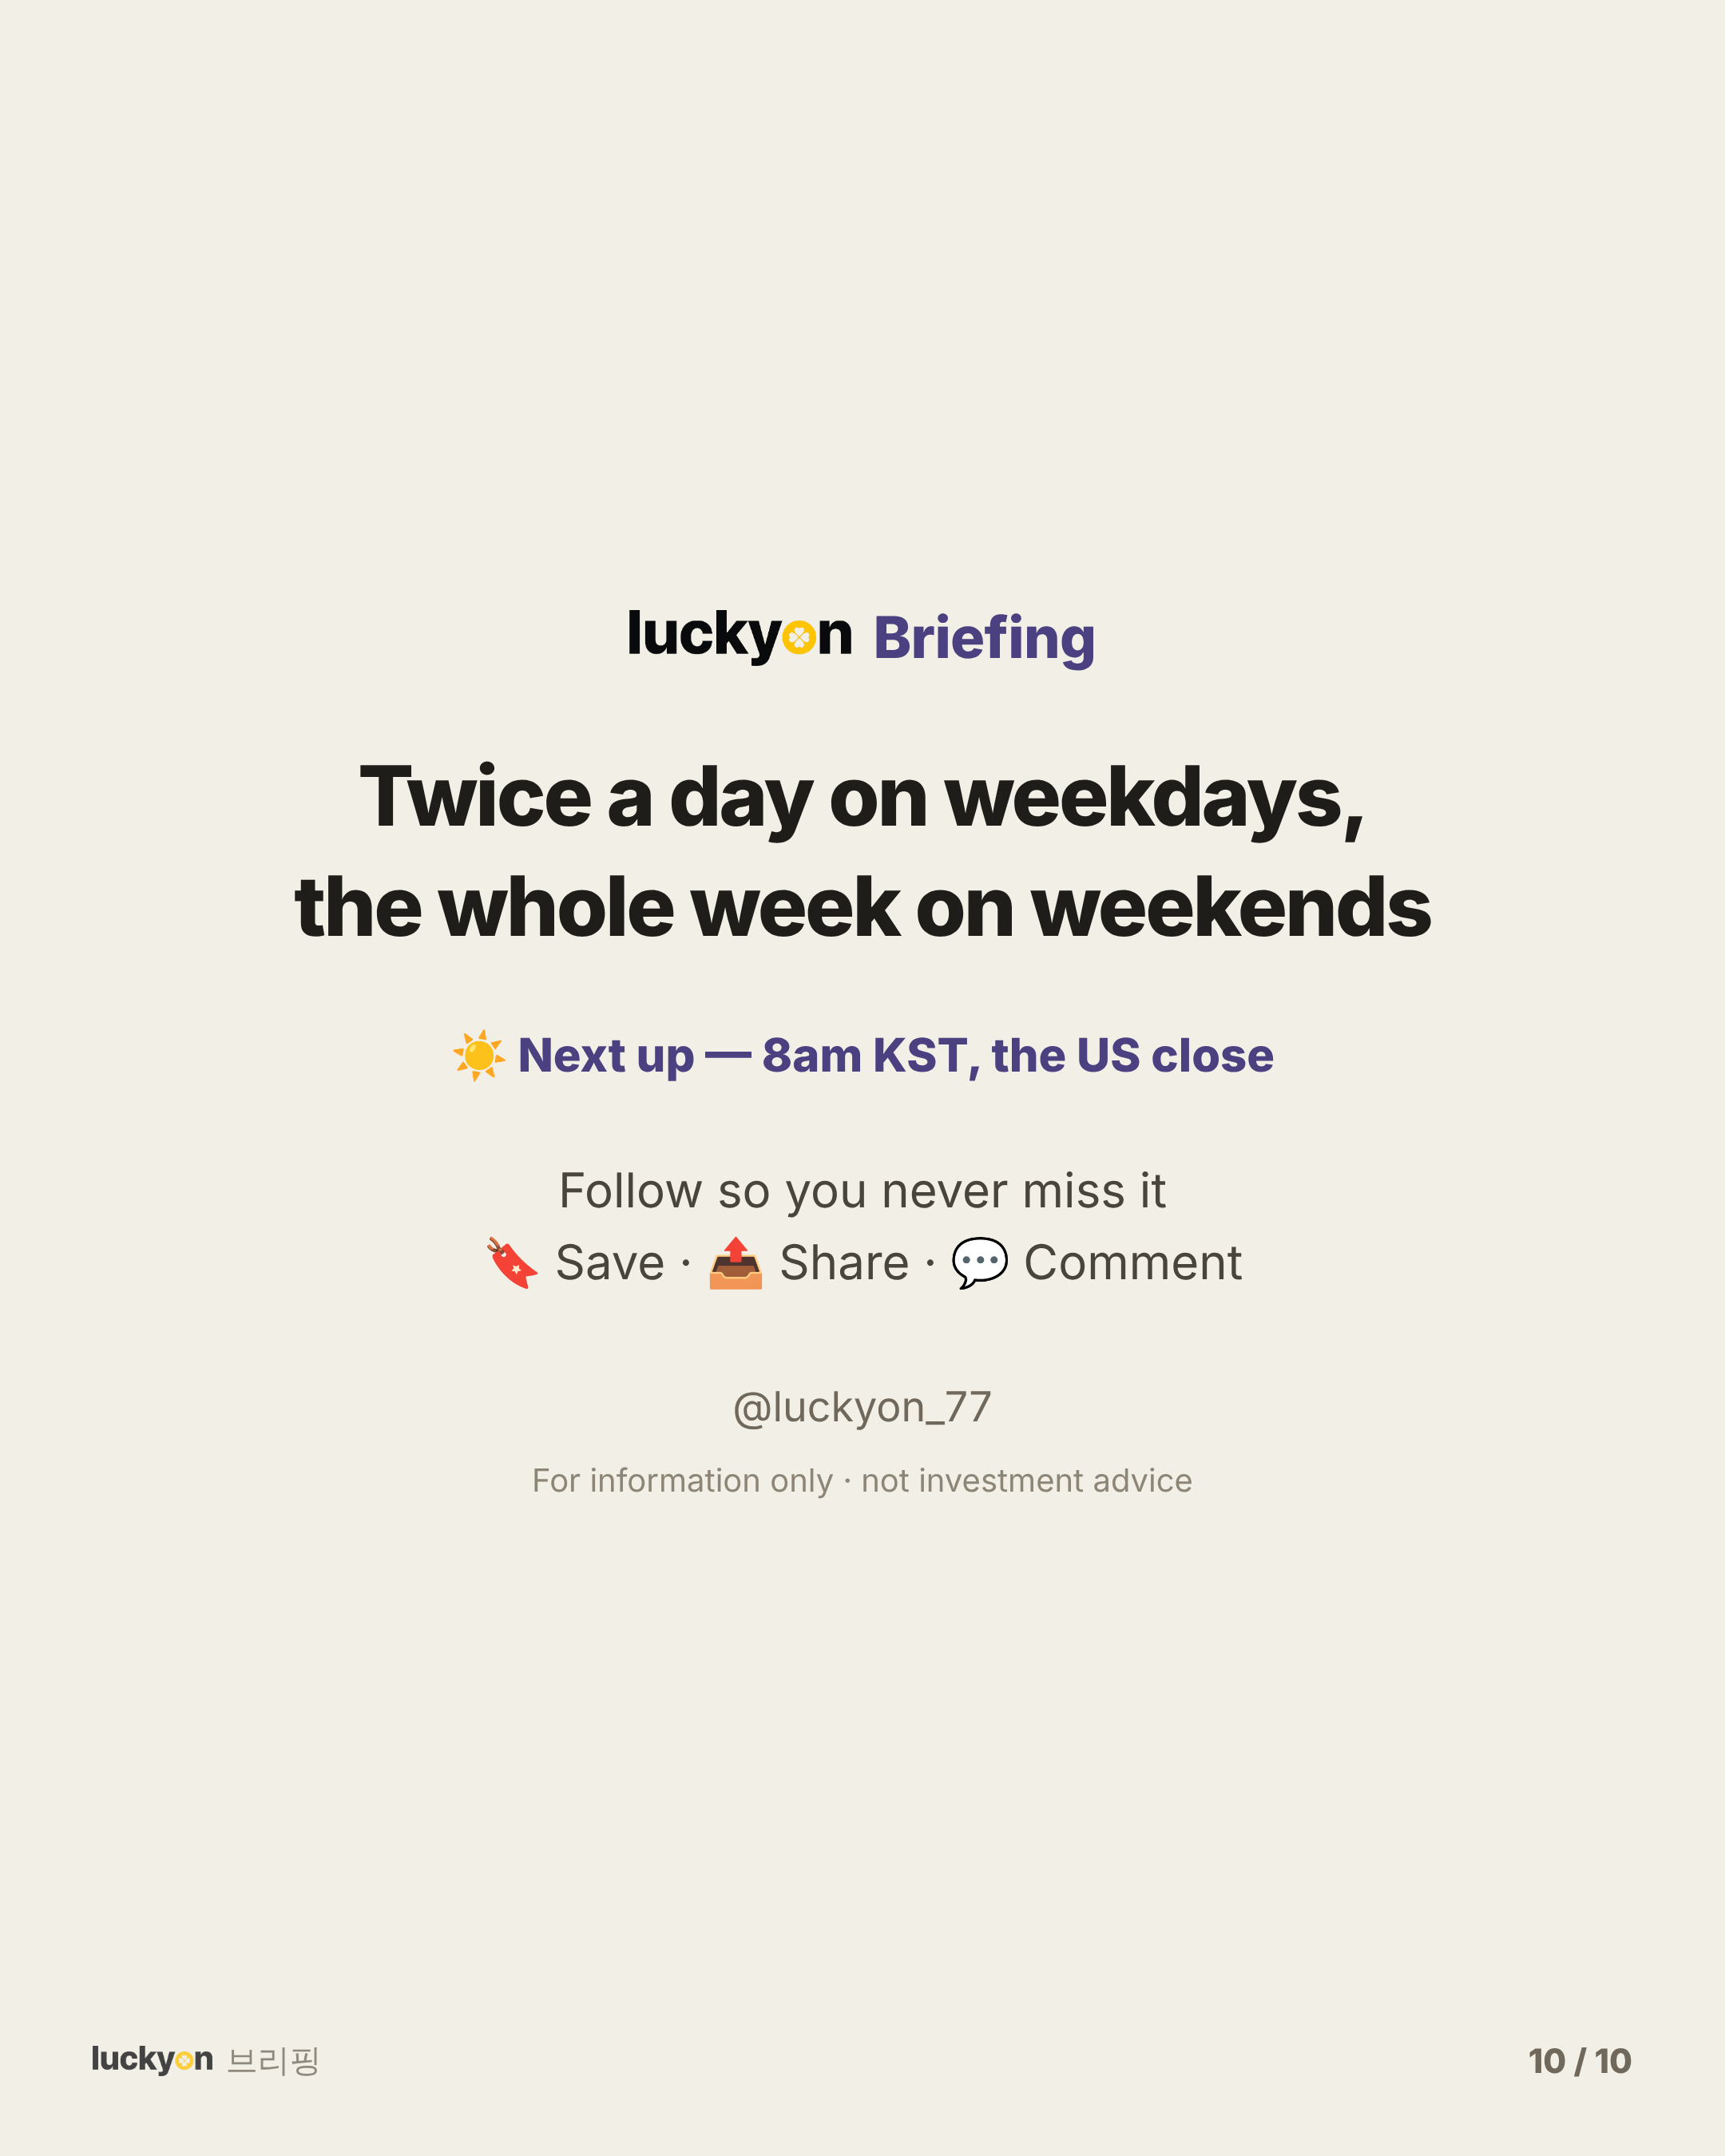 luckyon Briefing
Twice a day on weekdays,
the whole week on weekends
☀️ Next up — 8am KST, the US close
Follow so you never miss it
🔖 Save · 📤 Share · 💬 Comment
@luckyon_77
For information only · not investment advice
luckyon 브리핑
10 / 10